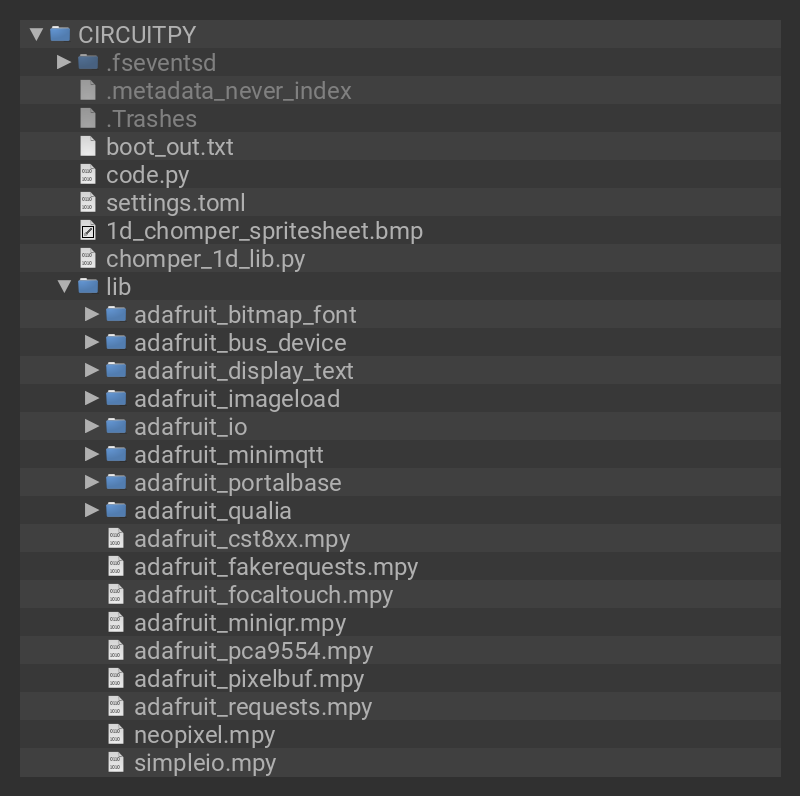 CIRCUITPY
.fseventsd
.metadata_never_index
.Trashes
boot_out.txt
code.py
settings.toml
1d_chomper_spritesheet.bmp
chomper_1d_lib.py
lib
adafruit_bitmap_font
adafruit_bus_device
adafruit_display_text
adafruit_imageload
adafruit_io
adafruit_minimqtt
adafruit_portalbase
adafruit_qualia
adafruit_cst8xx.mpy
adafruit_fakerequests.mpy
adafruit_focaltouch.mpy
adafruit_miniqr.mpy
adafruit_pca9554.mpy
adafruit_pixelbuf.mpy
adafruit_requests.mpy
neopixel.mpy
simpleio.mpy